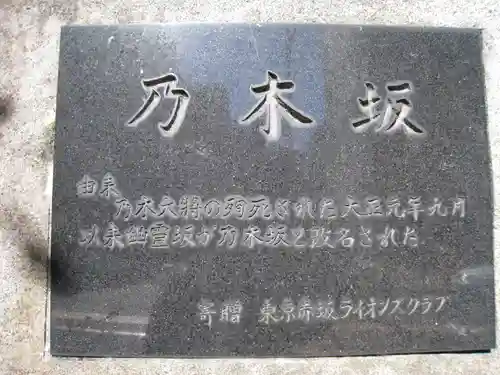 乃木坂
由来
乃木大將の殉死された大正元年九月
以来幽霊坂が乃木坂と改名された
寄贈 東京赤坂ライオンズクラブ